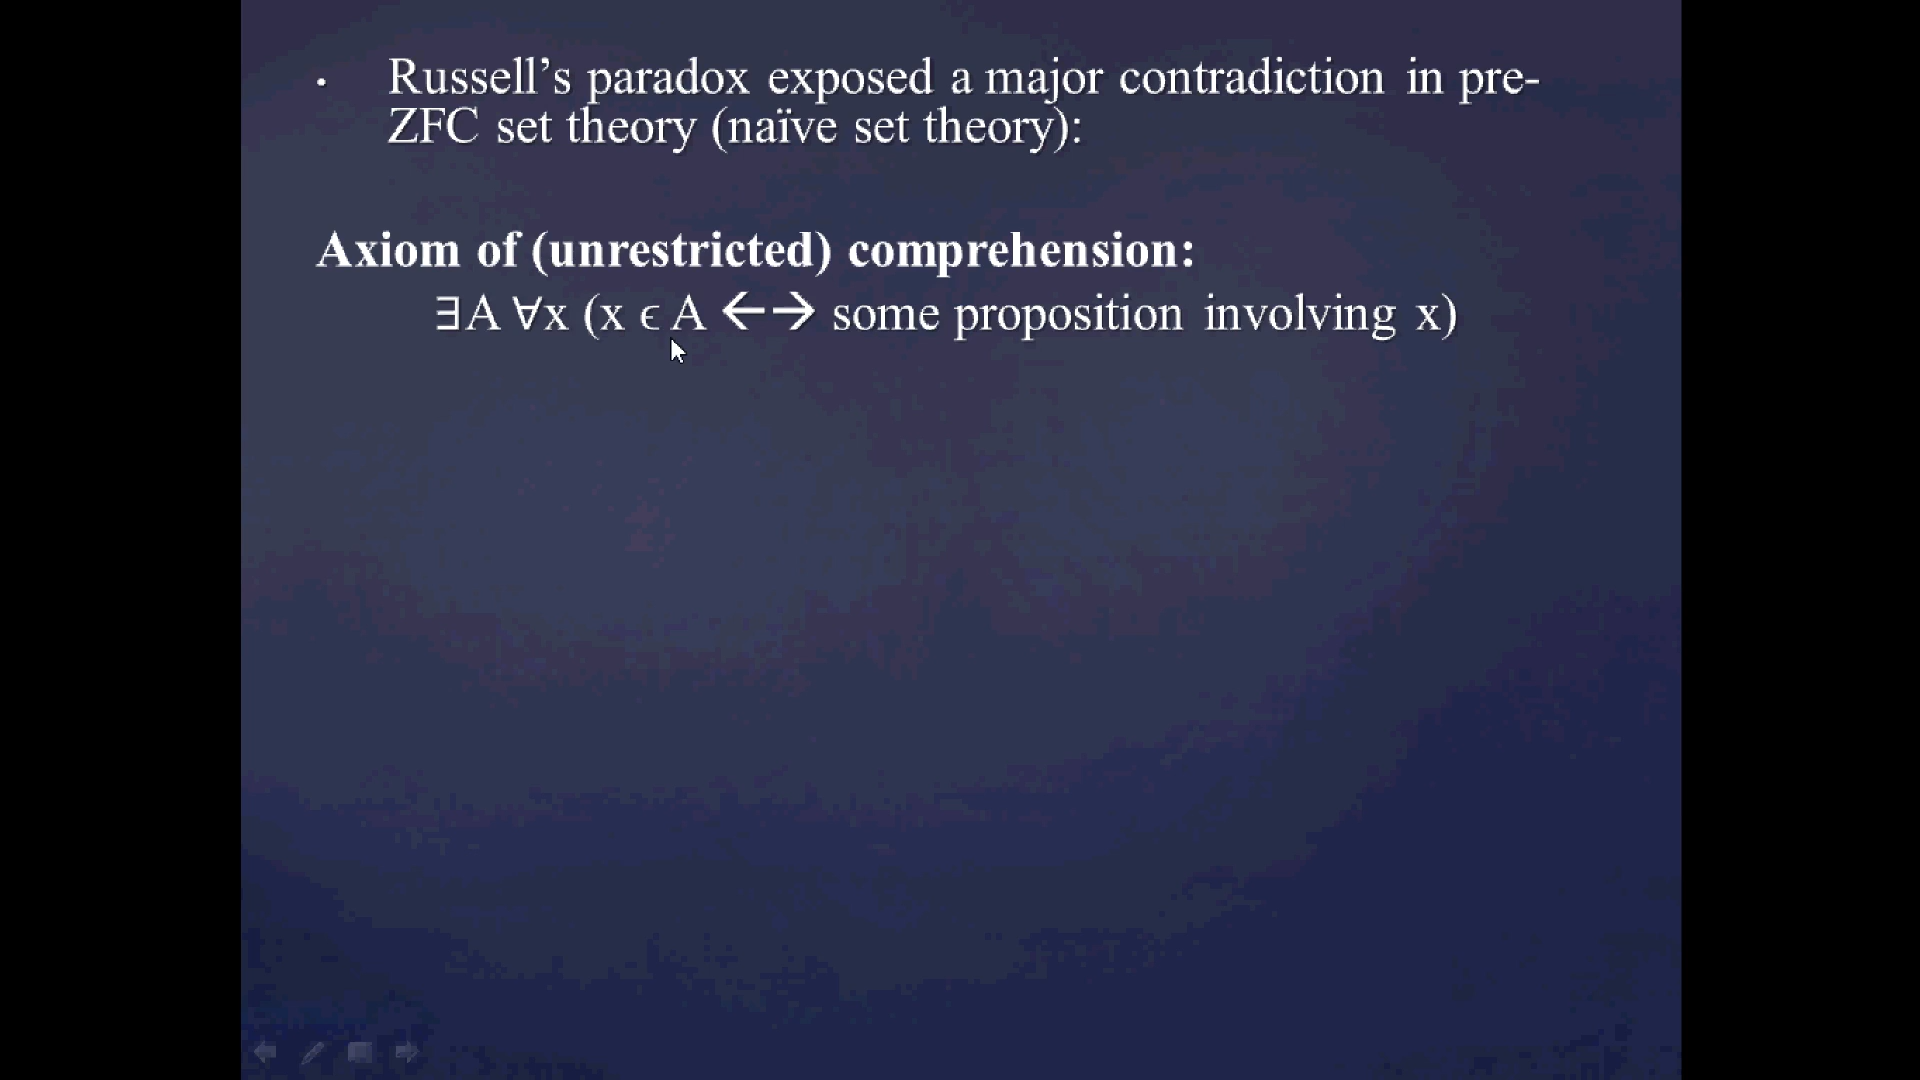 • Russell’s paradox exposed a major contradiction in pre-
ZFC set theory (naïve set theory):
Axiom of (unrestricted) comprehension:
∃A ∀x (x ϵ A ←→ some proposition involving x)